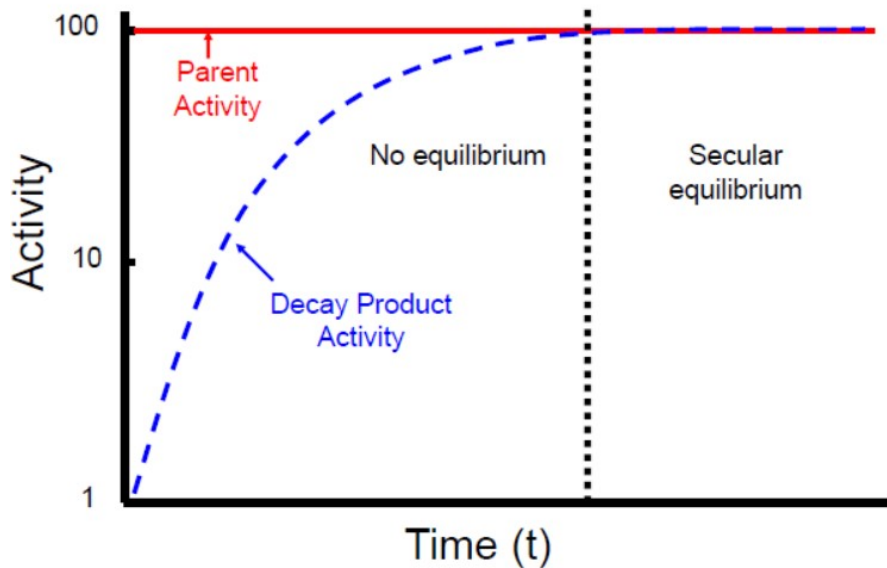 100
Parent
Activity
No equilibrium
Secular
equilibrium
Activity
10
Decay Product
Activity
1
Time (t)